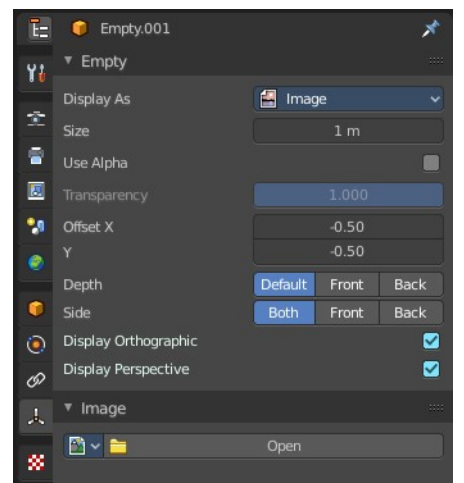 Empty.001
Empty
Display As Image
Size 1 m
Use Alpha
Transparency 1.000
Offset X -0.50
Y -0.50
Depth Default Front Back
Side Both Front Back
Display Orthographic
Display Perspective
Image
Open